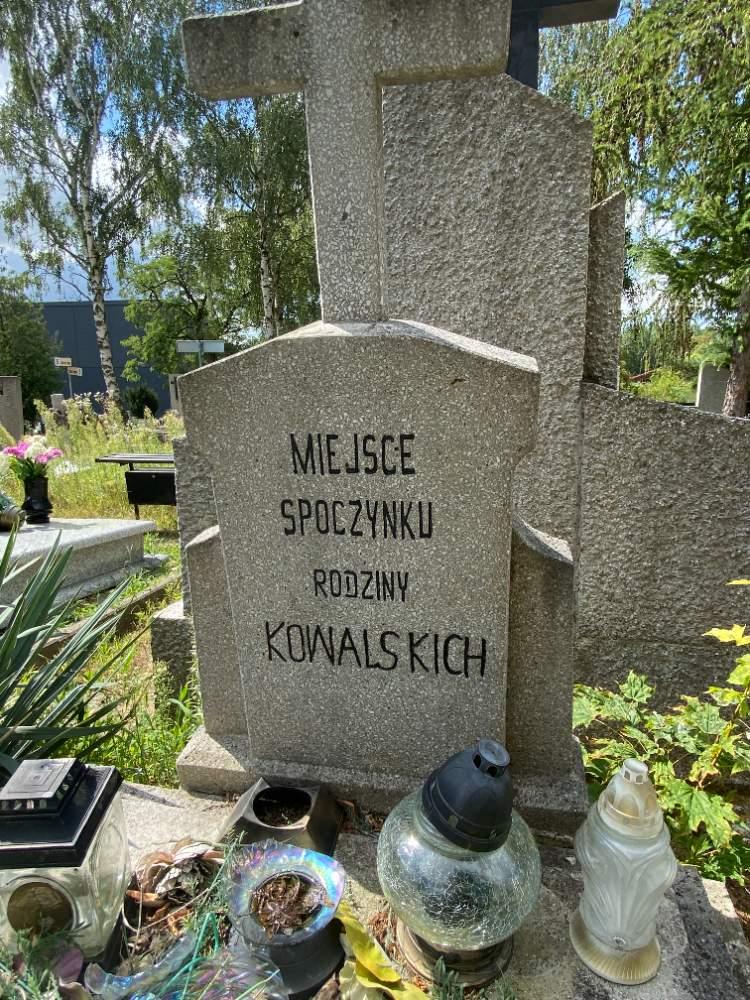 MIEJSCE
SPOCZYNKU
RODZINY
KOWALSKICH